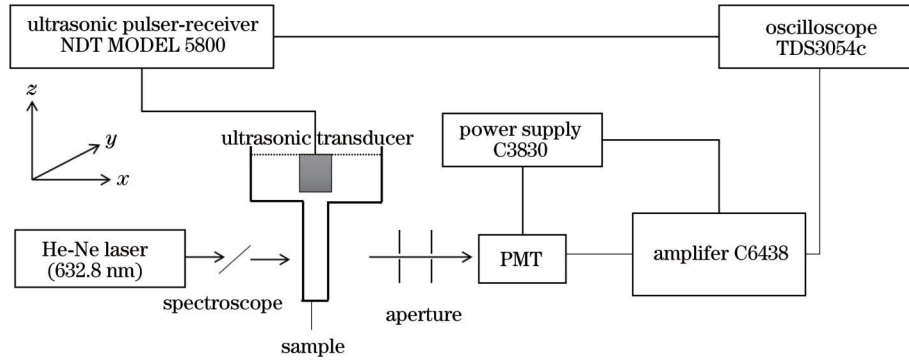 ultrasonic pulser-receiver
NDT MODEL 5800
oscilloscope
TDS3054c
z
y
x
ultrasonic transducer
power supply
C3830
He-Ne laser
(632.8 nm)
spectroscope
sample
aperture
PMT
amplifer C6438